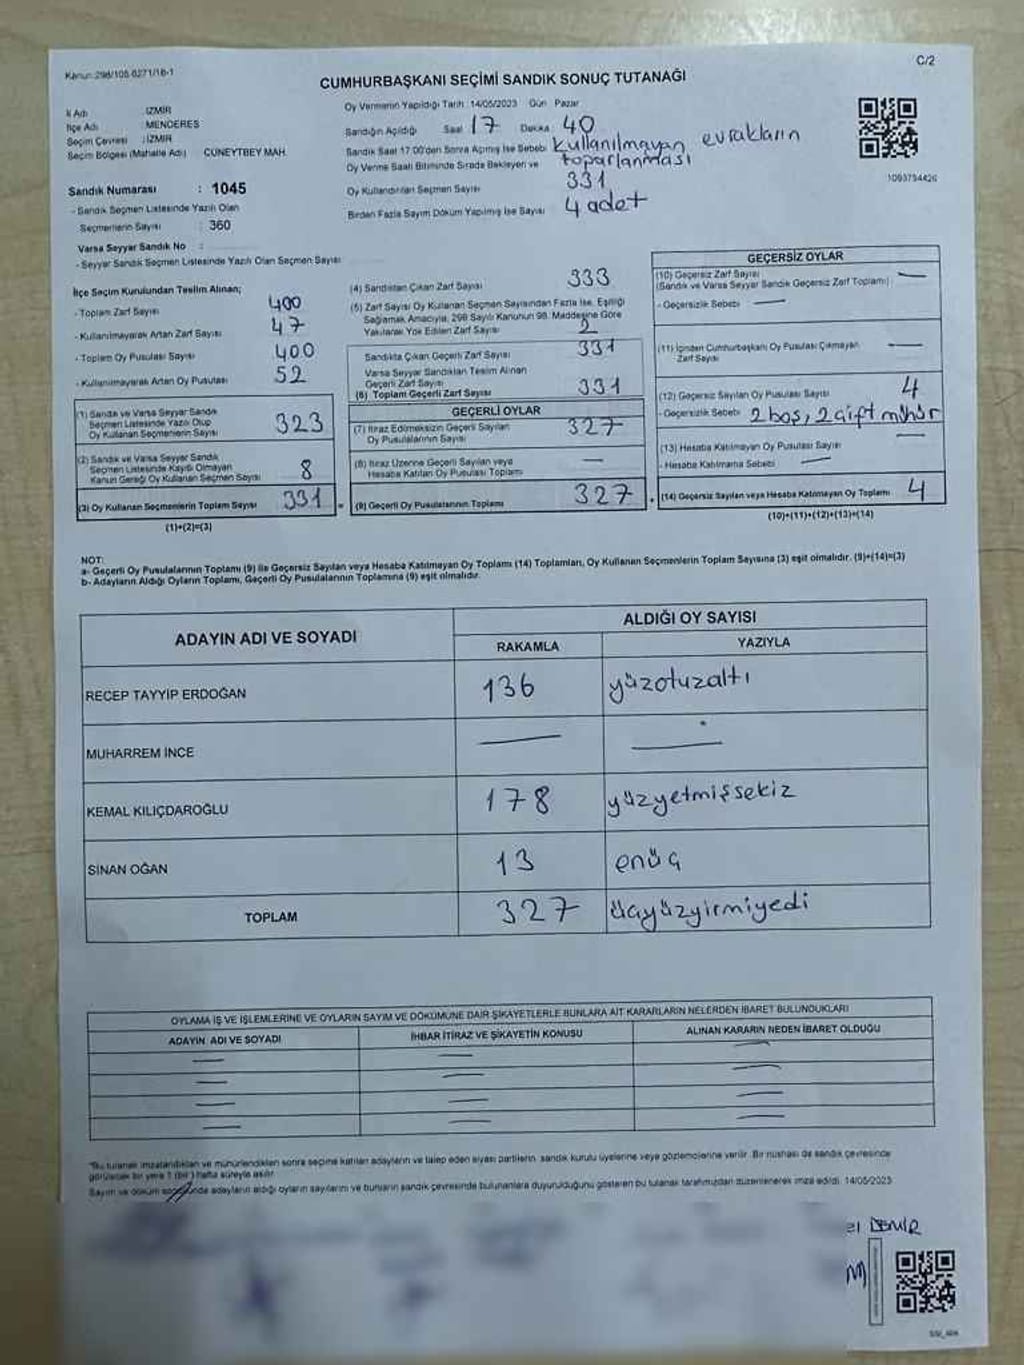 Kanun: 298/105 0271/18-1
C/2
CUMHURBAŞKANI SEÇİMİ SANDIK SONUÇ TUTANAĞI
İl Adı : İZMİR
İlçe Adı : MENDERES
Seçim Çevresi : İZMİR
Seçim Bölgesi (Mahalle Adı) CÜNEYTBEY MAH.
Sandık Numarası : 1045
- Sandık Seçmen Listesinde Yazılı Olan
Seçmenlerin Sayısı : 360
Varsa Seyyar Sandık No :
- Seyyar Sandık Seçmen Listesinde Yazılı Olan Seçmen Sayısı
Oy Vermenin Yapıldığı Tarih : 14/05/2023 Gün Pazar
Sandığın Açıldığı Saat 17 Dakika 40
Sandık Saat 17:00'den Sonra Açılmış İse Sebebi Kullanılmayan evrakların
Oy Verme Saati Bitiminde Sırada Bekleyen ve toparlanması
Oy Kullandırılan Seçmen Sayısı 331
Birden Fazla Sayım Döküm Yapılmış İse Sayısı 4 adet
1093794426
İlçe Seçim Kurulundan Teslim Alınan;
- Toplam Zarf Sayısı 400
- Kullanılmayarak Artan Zarf Sayısı 47
- Toplam Oy Pusulası Sayısı 400
- Kullanılmayarak Artan Oy Pusulası 52
(1) Sandık ve Varsa Seyyar Sandık
Seçmen Listesinde Yazılı Olup
Oy Kullanan Seçmenlerin Sayısı 323
(2) Sandık ve Varsa Seyyar Sandık
Seçmen Listesinde Kayıtlı Olmayan
Kanun Gereği Oy Kullanan Seçmen Sayısı 8
(3) Oy Kullanan Seçmenlerin Toplam Sayısı 331
(1)+(2)=(3)
(4) Sandıktan Çıkan Zarf Sayısı 333
(5) Zarf Sayısı Oy Kullanan Seçmen Sayısından Fazla İse, Eşitliği
Sağlamak Amacıyla, 298 Sayılı Kanunun 98. Maddesine Göre
Yakılarak Yok Edilen Zarf Sayısı 2
Sandıkta Çıkan Geçerli Zarf Sayısı 331
Varsa Seyyar Sandıktan Teslim Alınan
Geçerli Zarf Sayısı
(6) Toplam Geçerli Zarf Sayısı 331
GEÇERLİ OYLAR
(7) İtiraz Edilmeksizin Geçerli Sayılan
Oy Pusulalarının Sayısı 327
(8) İtiraz Üzerine Geçerli Sayılan veya
Hesaba Katılan Oy Pusulası Toplamı —
(9) Geçerli Oy Pusulalarının Toplamı 327
GEÇERSİZ OYLAR
(10) Geçersiz Zarf Sayısı —
(Sandık ve Varsa Seyyar Sandık Geçersiz Zarf Toplamı)
- Geçersizlik Sebebi —
(11) İçinden Cumhurbaşkanı Oy Pusulası Çıkmayan
Zarf Sayısı —
(12) Geçersiz Sayılan Oy Pusulası Sayısı 4
- Geçersizlik Sebebi 2 boş, 2 çift mühür
(13) Hesaba Katılmayan Oy Pusulası Sayısı —
- Hesaba Katılmama Sebebi —
(14) Geçersiz Sayılan veya Hesaba Katılmayan Oy Toplamı 4
(10)+(11)+(12)+(13)=(14)
NOT:
a- Geçerli Oy Pusulalarının Toplamı (9) ile Geçersiz Sayılan veya Hesaba Katılmayan Oy Toplamı (14) Toplamları, Oy Kullanan Seçmenlerin Toplam Sayısına (3) eşit olmalıdır. (9)+(14)=(3)
b- Adayların Aldığı Oyların Toplamı, Geçerli Oy Pusulalarının Toplamına (9) eşit olmalıdır.
ADAYIN ADI VE SOYADI ALDIĞI OY SAYISI
RAKAMLA YAZIYLA
RECEP TAYYİP ERDOĞAN 136 yüzotuzaltı
MUHARREM İNCE — —
KEMAL KILIÇDAROĞLU 178 yüzyetmişsekiz
SİNAN OĞAN 13 onüç
TOPLAM 327 üçyüzyirmiyedi
OYLAMA İŞ VE İŞLEMLERİNE VE OYLARIN SAYIM VE DÖKÜMÜNE DAİR ŞİKAYETLERLE BUNLARA AİT KARARLARIN NELERDEN İBARET BULUNDUKLARI
ADAYIN ADI VE SOYADI İHBAR İTİRAZ VE ŞİKAYETİN KONUSU ALINAN KARARIN NEDEN İBARET OLDUĞU
— — —
— — —
— — —
— — —
"Bu tutanak imzalandıktan ve mühürlendikten sonra seçime katılan adayların ve talep eden siyasi partilerin, sandık kurulu üyelerine veya gözlemcilerine verilir. Bir nüshası da sandık çevresinde
görülecek bir yere 1 (bir) hafta süreyle asılır.
Sayım ve döküm sonunda adayların aldığı oyların sayılarını ve bunların sandık çevresinde bulunanlara duyurulduğunu gösteren bu tutanak tarafımızdan düzenlenerek imza edildi. 14/05/2023
el DEMİR